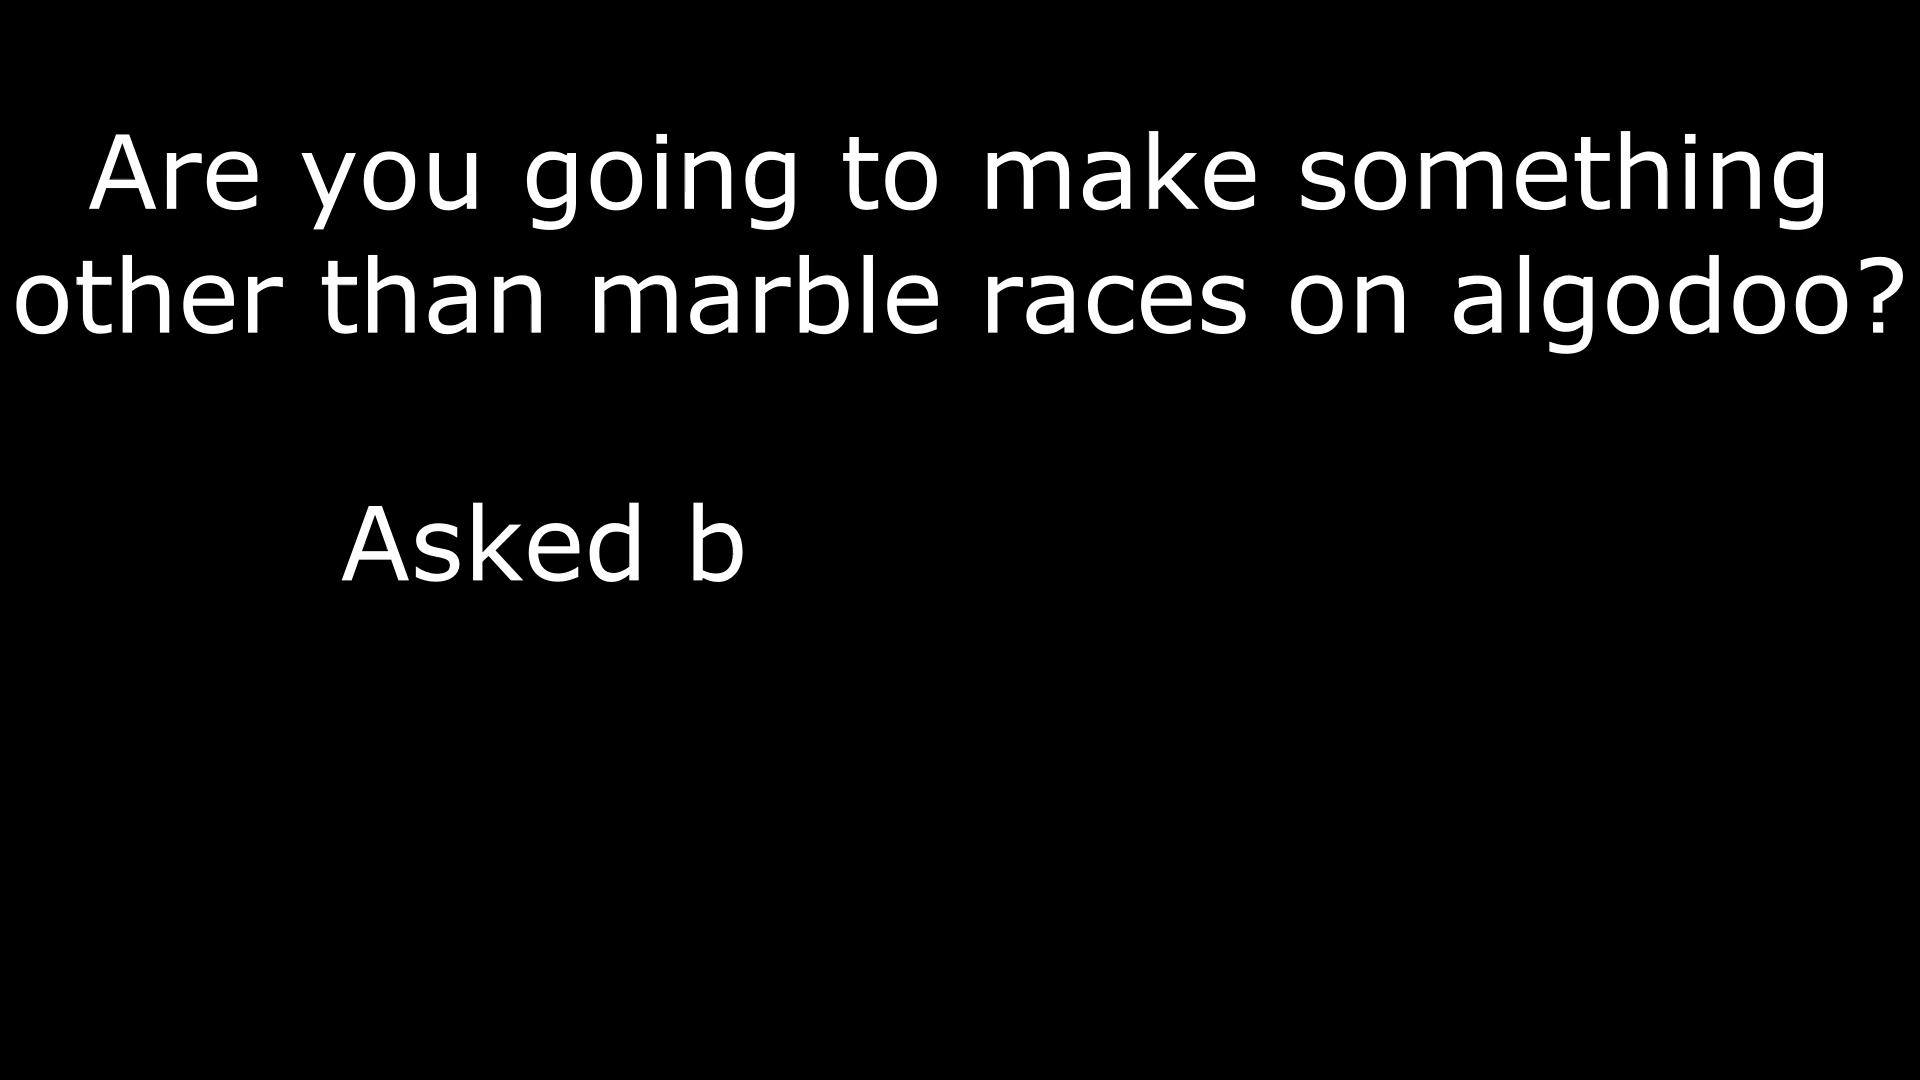 Are you going to make something
other than marble races on algodoo?
Asked b